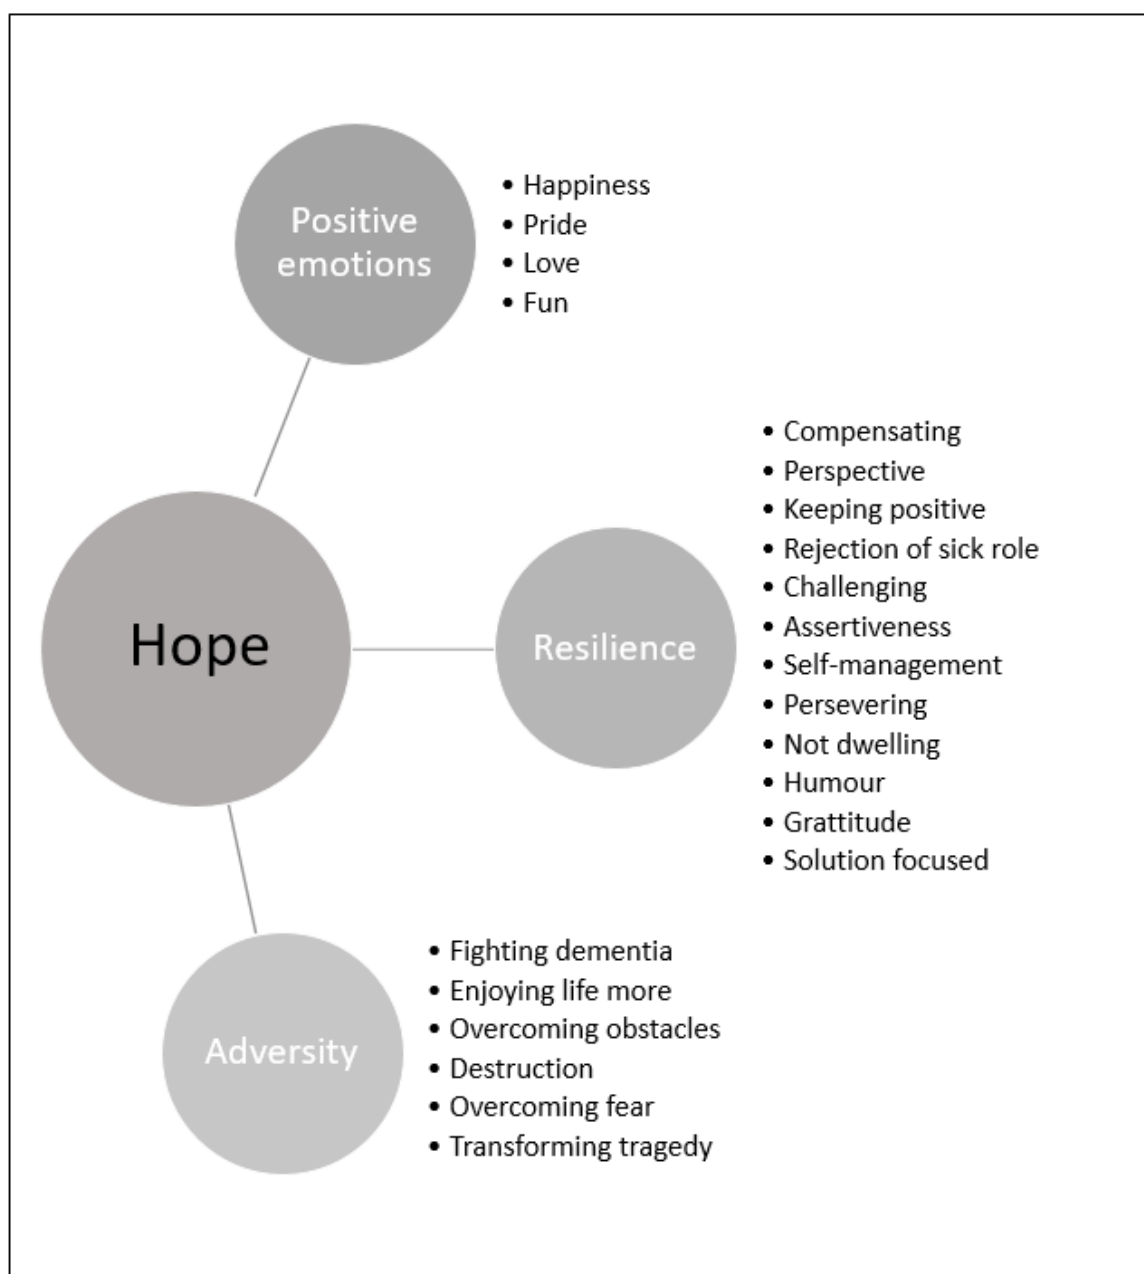 Positive
emotions
• Happiness
• Pride
• Love
• Fun
Hope
Resilience
• Compensating
• Perspective
• Keeping positive
• Rejection of sick role
• Challenging
• Assertiveness
• Self-management
• Persevering
• Not dwelling
• Humour
• Grattitude
• Solution focused
Adversity
• Fighting dementia
• Enjoying life more
• Overcoming obstacles
• Destruction
• Overcoming fear
• Transforming tragedy